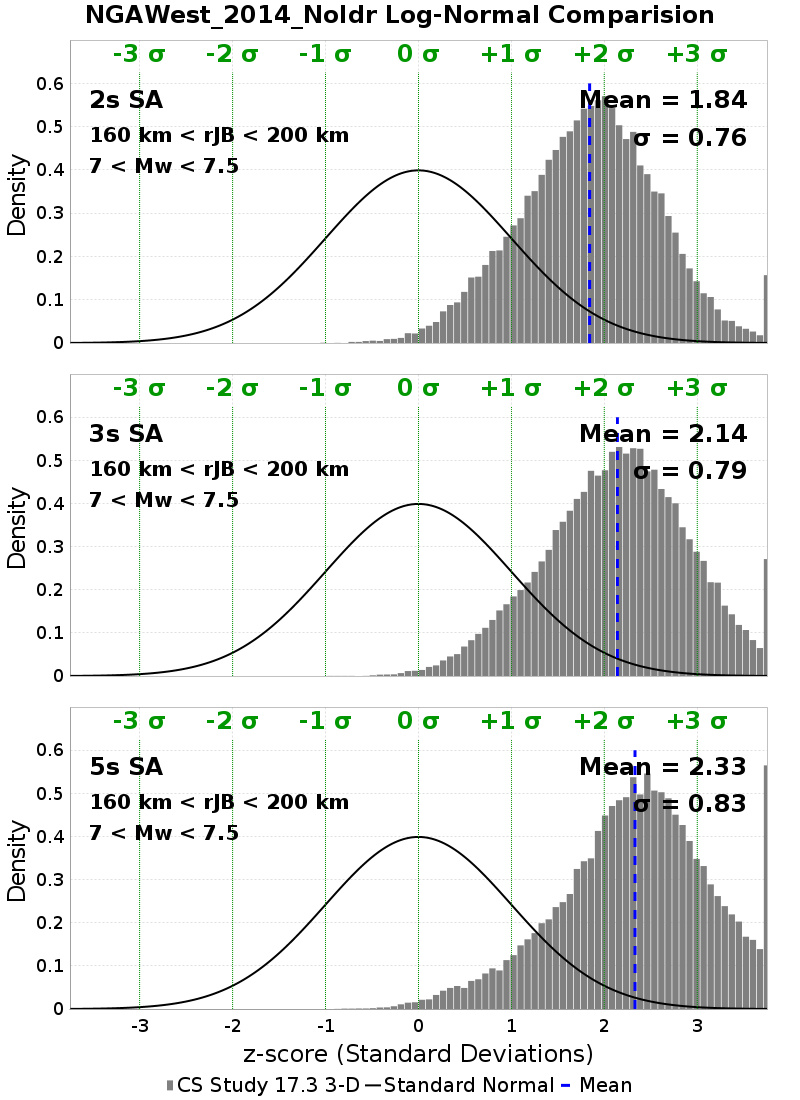 NGAWest_2014_NoIdr Log-Normal Comparision
-3 σ -2 σ -1 σ 0 σ +1 σ +2 σ +3 σ
2s SA
Mean = 1.84
160 km < rJB < 200 km
σ = 0.76
7 < Mw < 7.5
0.6
0.5
0.4
0.3
0.2
0.1
0
Density
-3 σ -2 σ -1 σ 0 σ +1 σ +2 σ +3 σ
3s SA
Mean = 2.14
160 km < rJB < 200 km
σ = 0.79
7 < Mw < 7.5
0.6
0.5
0.4
0.3
0.2
0.1
0
Density
-3 σ -2 σ -1 σ 0 σ +1 σ +2 σ +3 σ
5s SA
Mean = 2.33
160 km < rJB < 200 km
σ = 0.83
7 < Mw < 7.5
0.6
0.5
0.4
0.3
0.2
0.1
0
Density
-3 -2 -1 0 1 2 3
z-score (Standard Deviations)
CS Study 17.3 3-D Standard Normal Mean